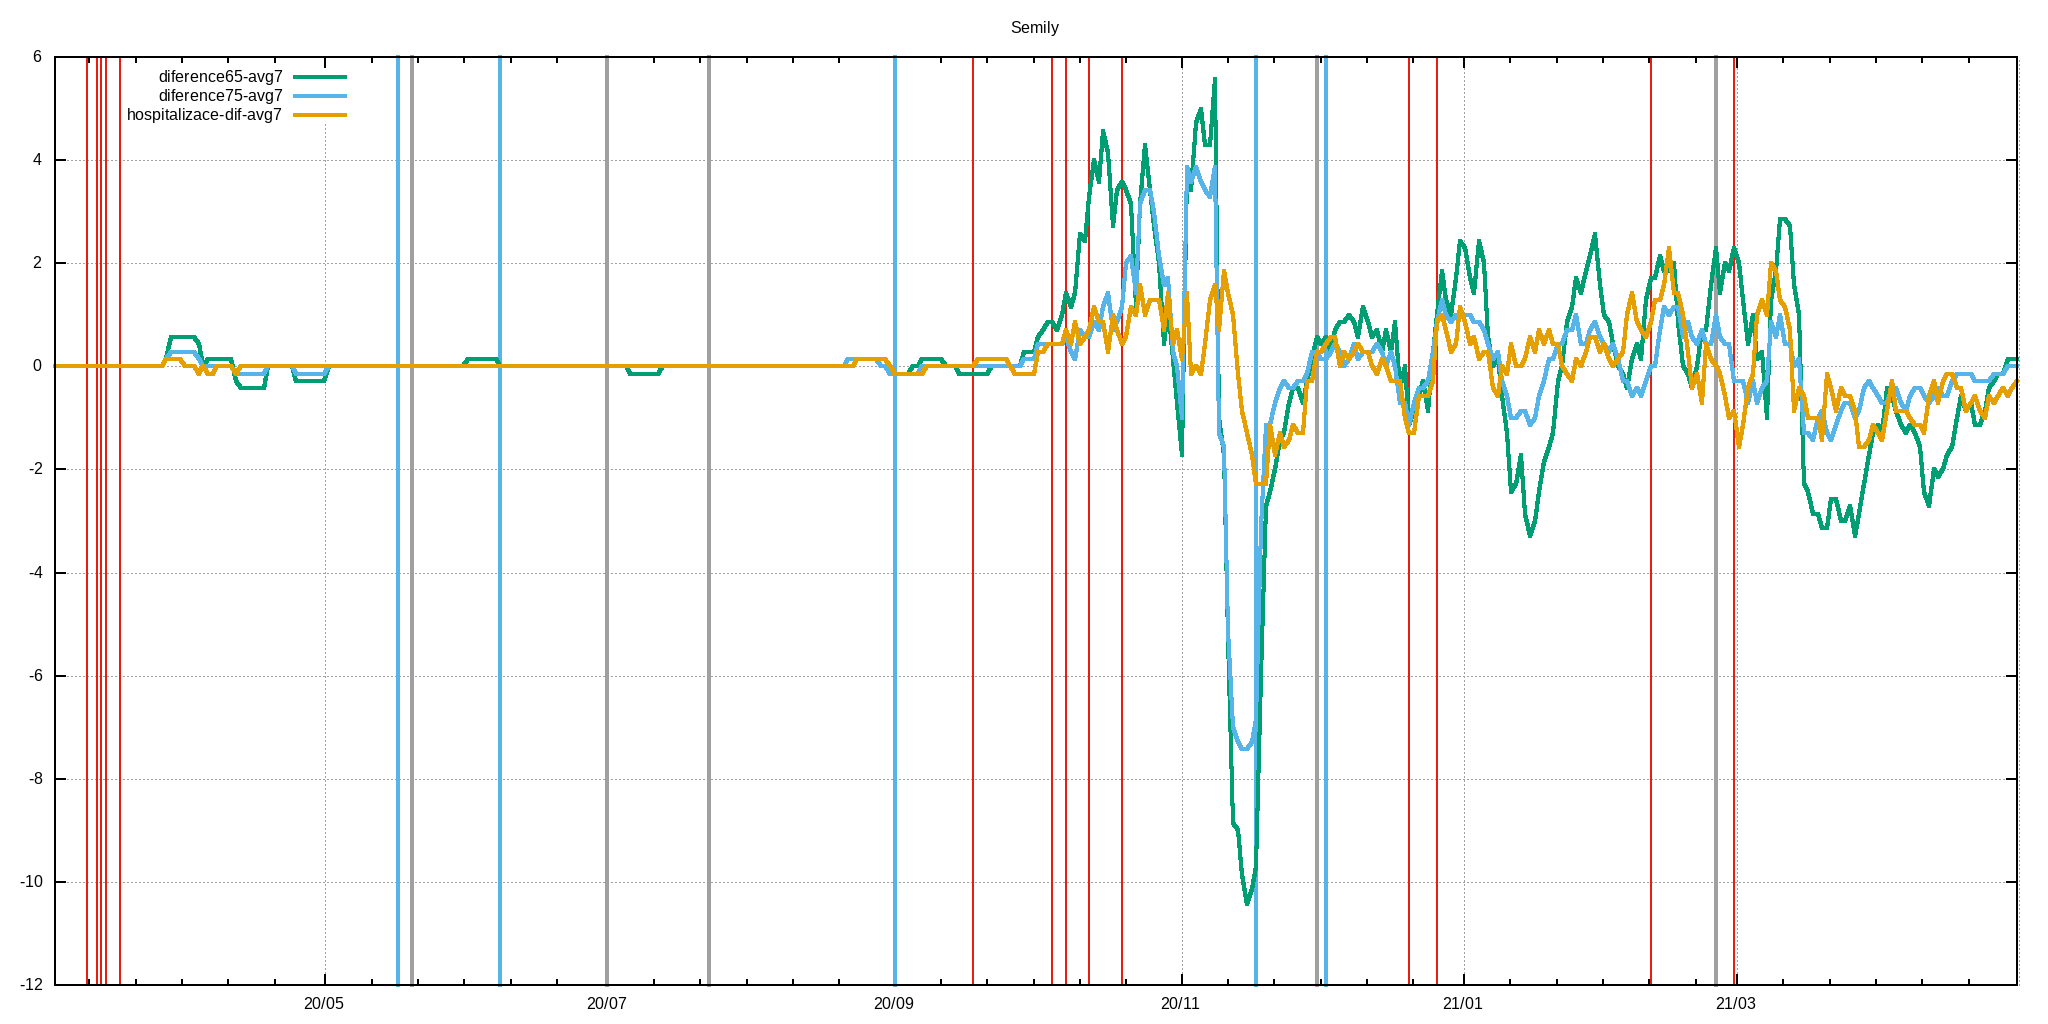 Semily
diference65-avg7
diference75-avg7
hospitalizace-dif-avg7
6
4
2
0
-2
-4
-6
-8
-10
-12
20/05 20/07 20/09 20/11 21/01 21/03